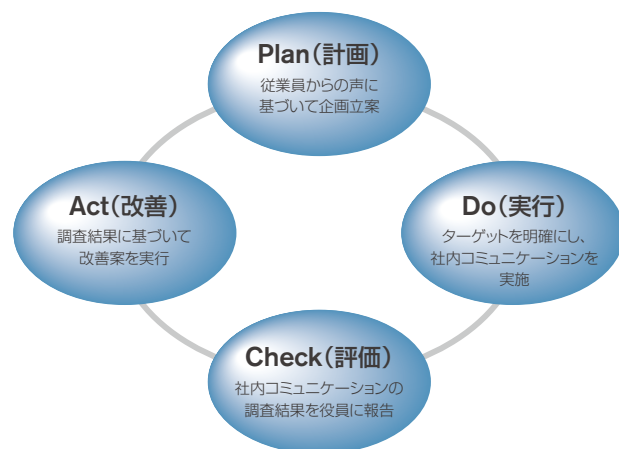 Plan(計画)
従業員からの声に
基づいて企画立案
Act(改善)
調査結果に基づいて
改善案を実行
Do(実行)
ターゲットを明確にし、
社内コミュニケーションを
実施
Check(評価)
社内コミュニケーションの
調査結果を役員に報告